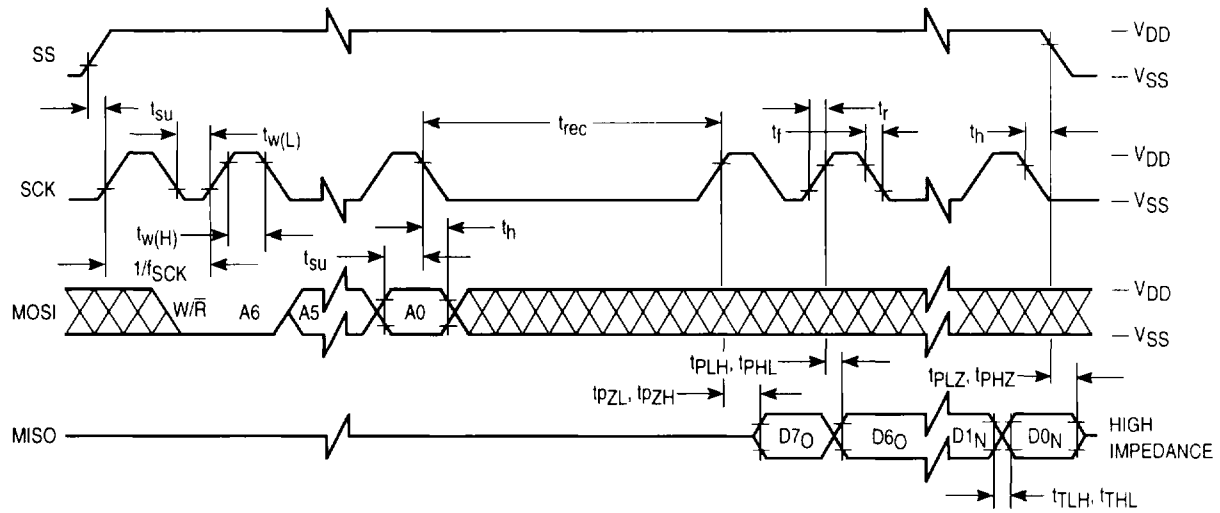 SS
VDD
VSS
tsu
tw(L)
trec
tr
tf
th
SCK
VDD
VSS
tw(H)
th
tsu
1/fSCK
MOSI
W/R̅
A6
A5
A0
VDD
VSS
tPLH, tPHL
tPZL, tPZH
tPLZ, tPHZ
MISO
D7O
D6O
D1N
D0N
HIGH
IMPEDANCE
tTLH, tTHL